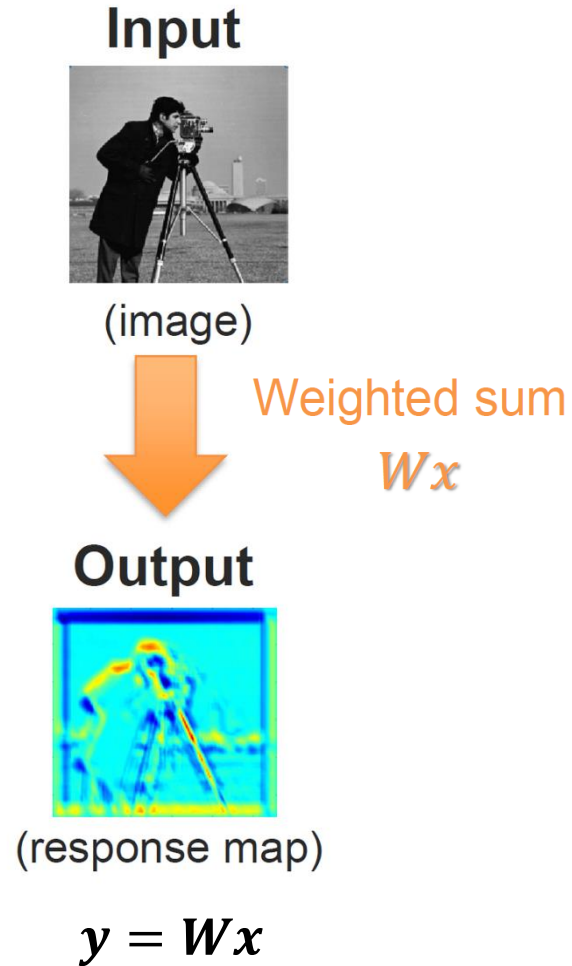 Input
(image)
Weighted sum
Wx
Output
(response map)
y = Wx